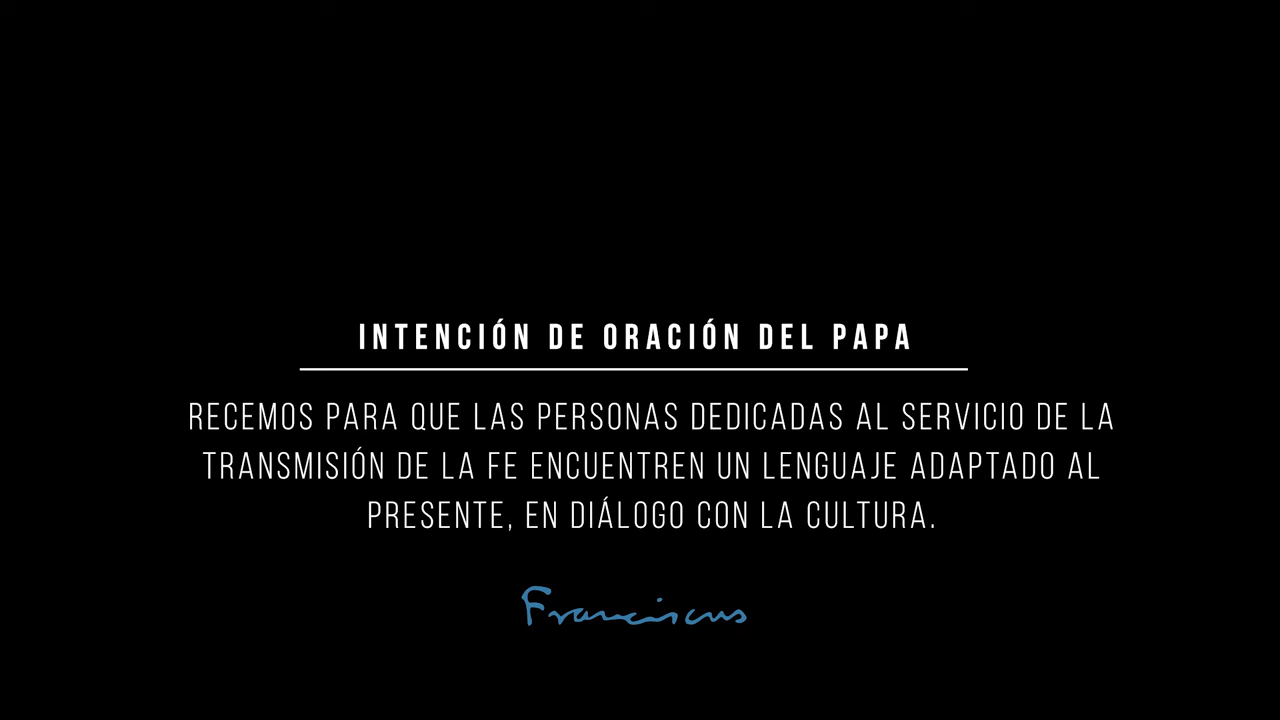 INTENCIÓN DE ORACIÓN DEL PAPA
RECEMOS PARA QUE LAS PERSONAS DEDICADAS AL SERVICIO DE LA
TRANSMISIÓN DE LA FE ENCUENTREN UN LENGUAJE ADAPTADO AL
PRESENTE, EN DIÁLOGO CON LA CULTURA.
Franciscus